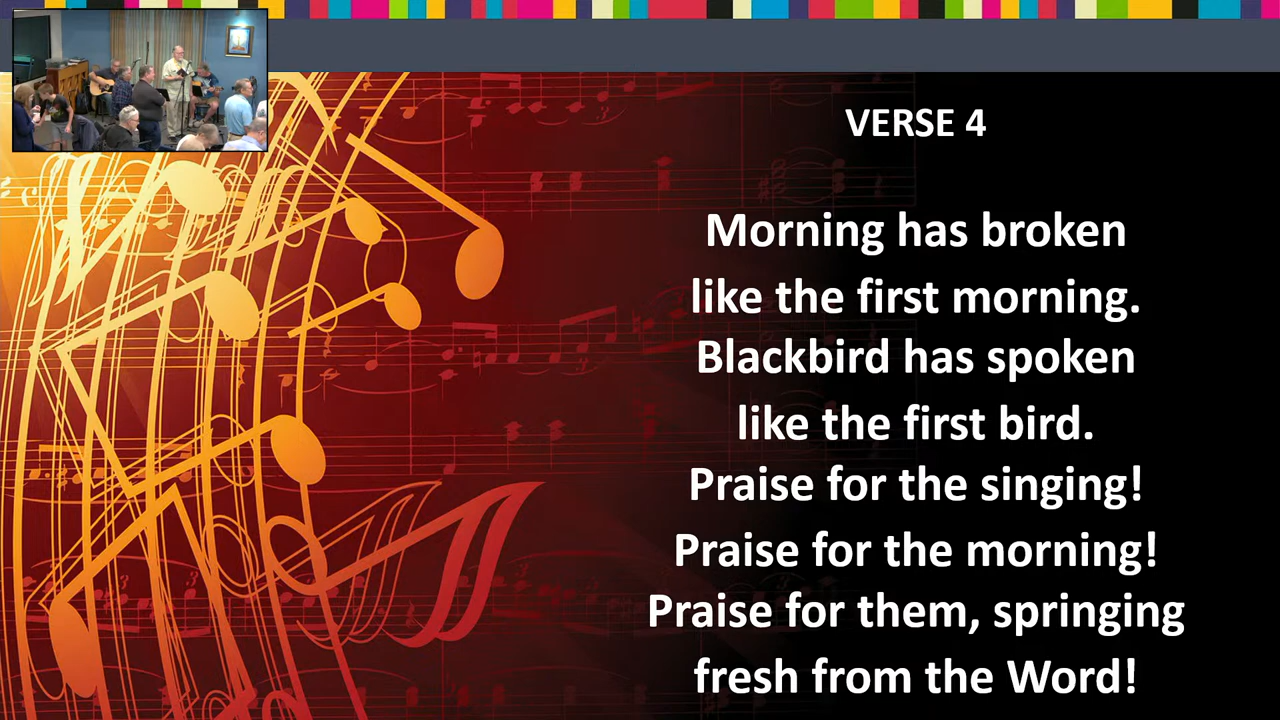 VERSE 4
Morning has broken
like the first morning.
Blackbird has spoken
like the first bird.
Praise for the singing!
Praise for the morning!
Praise for them, springing
fresh from the Word!